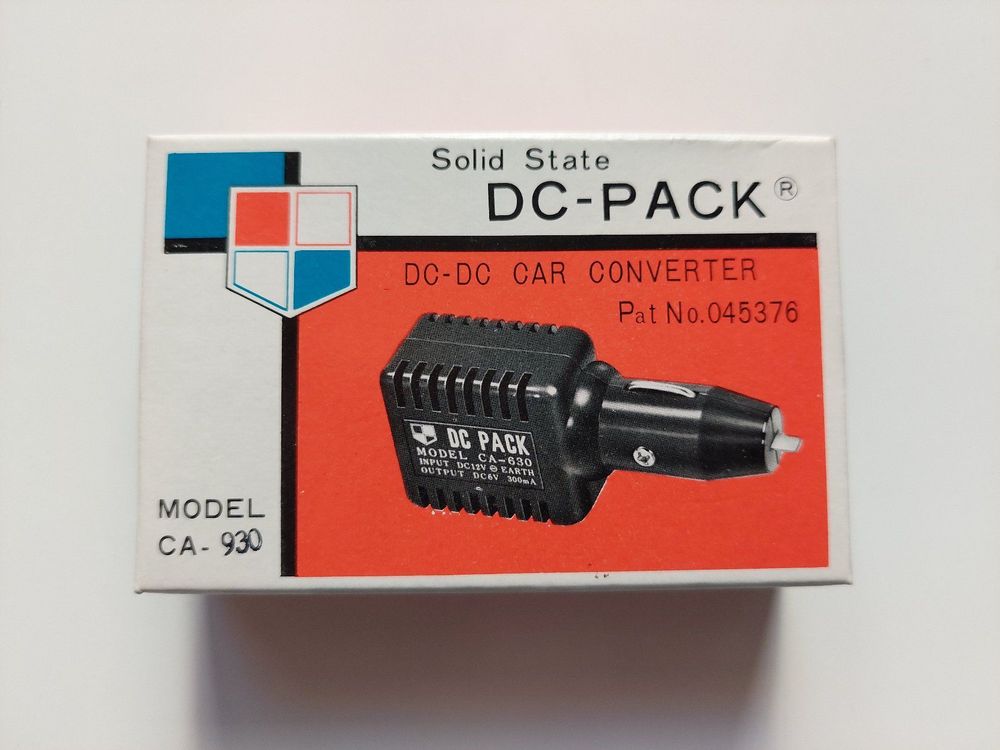 Solid State
DC-PACK®
DC-DC CAR CONVERTER
Pat No.045376
DC PACK
MODEL CA-630
INPUT DC12V ⊖ EARTH
OUTPUT DC6V 300mA
MODEL
CA-930